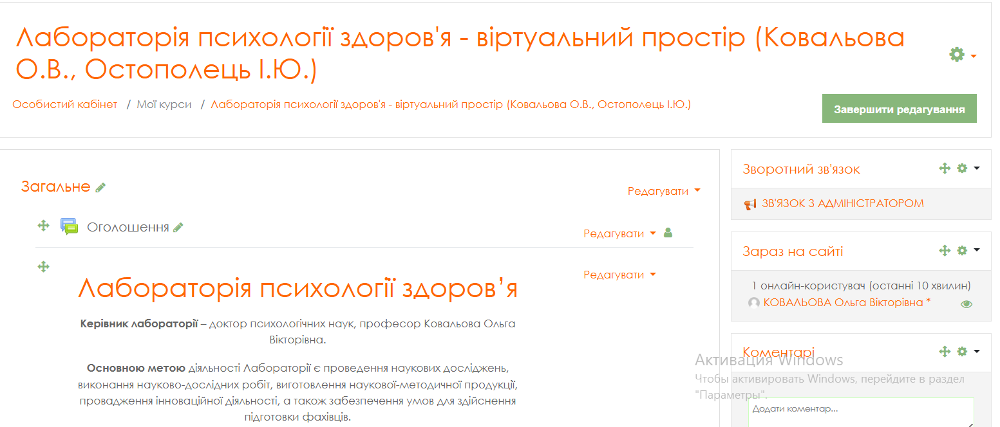 Лабораторія психології здоров'я - віртуальний простір (Ковальова
О.В., Остополець І.Ю.)
Особистий кабінет / Мої курси / Лабораторія психології здоров'я - віртуальний простір (Ковальова О.В., Остополець І.Ю.)
Завершити редагування
Загальне
Редагувати
Оголошення
Редагувати
Редагувати
Лабораторія психології здоров’я
Керівник лабораторії – доктор психологічних наук, професор Ковальова Ольга
Вікторівна.
Основною метою діяльності Лабораторії є проведення наукових досліджень,
виконання науково-дослідних робіт, виготовлення наукової-методичної продукції,
провадження інноваційної діяльності, а також забезпечення умов для здійснення
підготовки фахівців.
Зворотний зв'язок
ЗВ'ЯЗОК З АДМІНІСТРАТОРОМ
Зараз на сайті
1 онлайн-користувач (останні 10 хвилин)
КОВАЛЬОВА Ольга Вікторівна *
Коментарі
Активация Windows
Чтобы активировать Windows, перейдите в раздел
"Параметры".
Додати коментар...